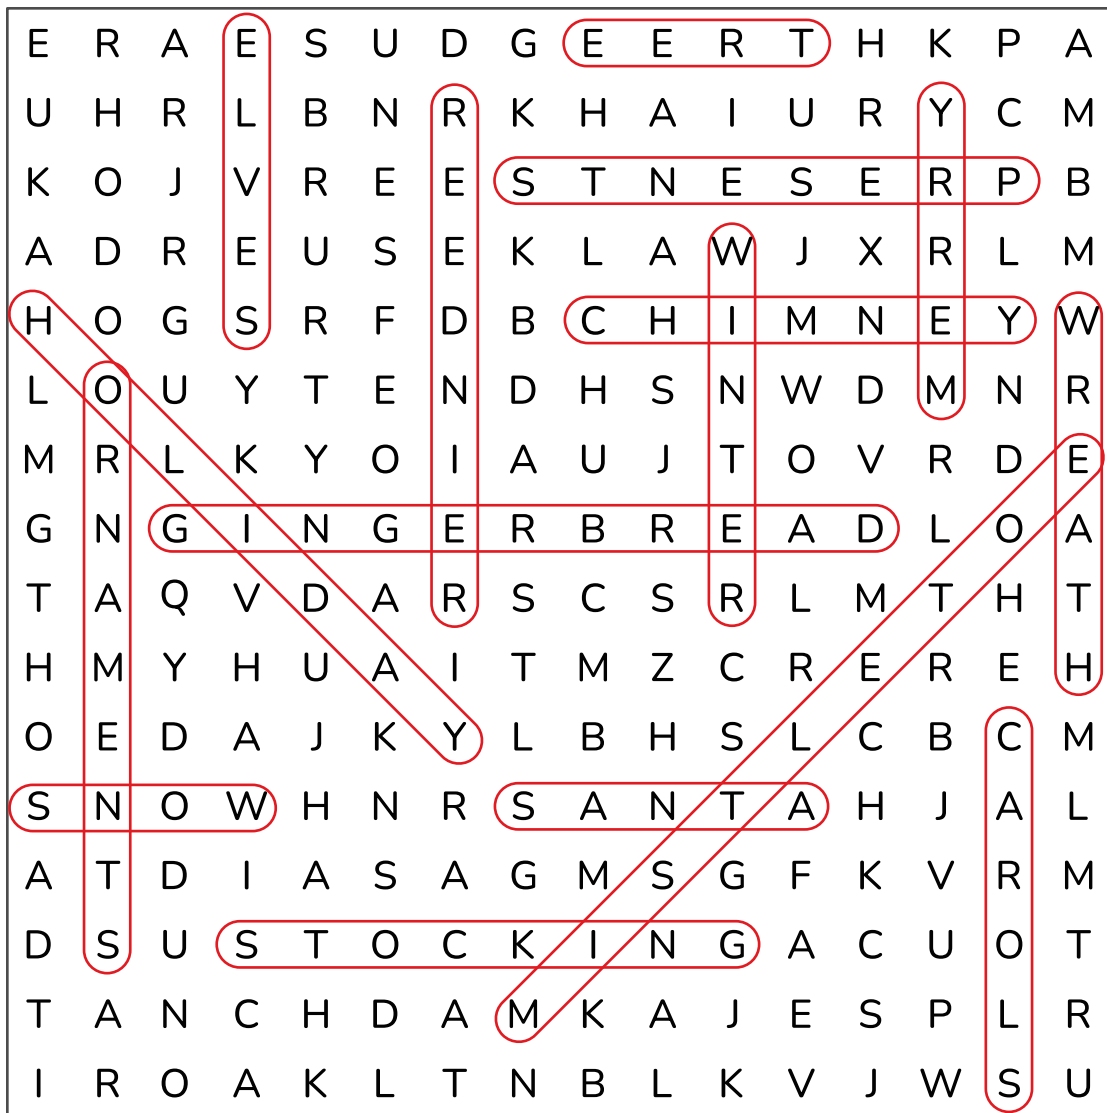 E R A E S U D G E E R T H K P A
U H R L B N R K H A I U R Y C M
K O J V R E E S T N E S E R P B
A D R E U S E K L A W J X R L M
H O G S R F D B C H I M N E Y W
L O U Y T E N D H S N W D M N R
M R L K Y O I A U J T O V R D E
G N G I N G E R B R E A D L O A
T A Q V D A R S C S R L M T H T
H M Y H U A I T M Z C R E R E H
O E D A J K Y L B H S L C B C M
S N O W H N R S A N T A H J A L
A T D I A S A G M S G F K V R M
D S U S T O C K I N G A C U O T
T A N C H D A M K A J E S P L R
I R O A K L T N B L K V J W S U